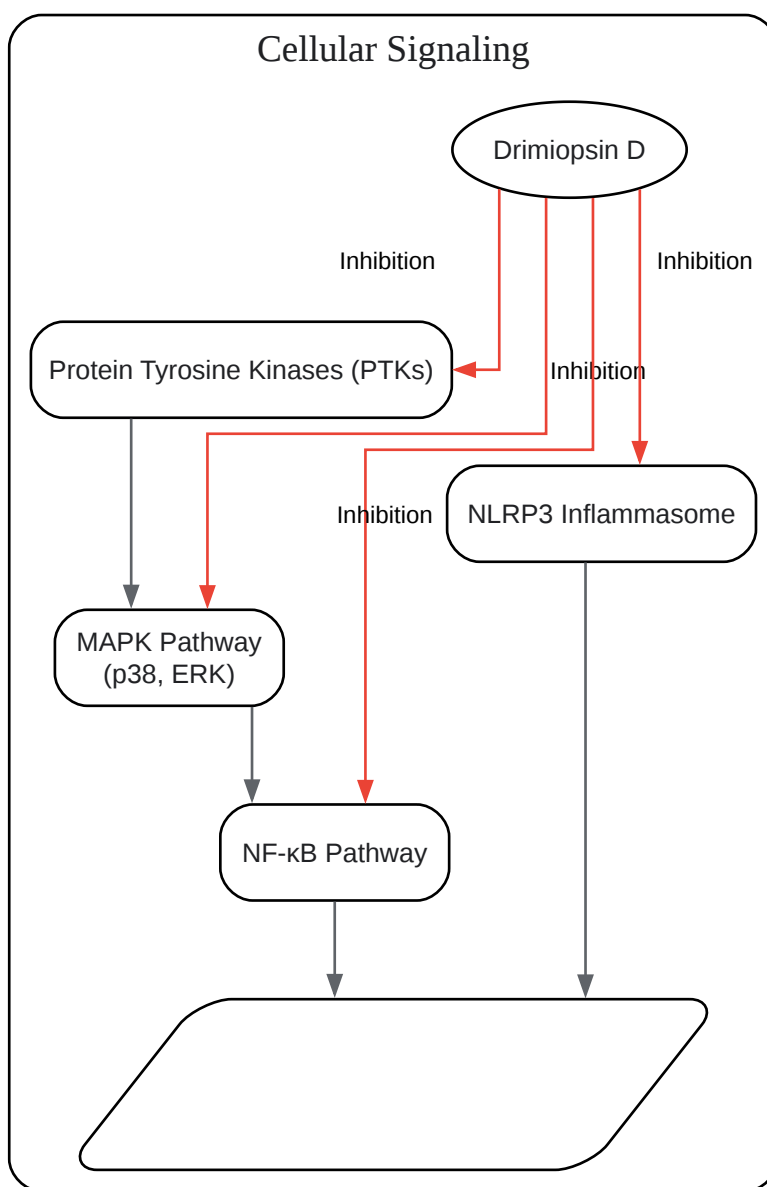 Cellular Signaling
Drimiopsin D
Inhibition
Inhibition
Protein Tyrosine Kinases (PTKs)
Inhibition
Inhibition
NLRP3 Inflammasome
MAPK Pathway
(p38, ERK)
NF-κB Pathway